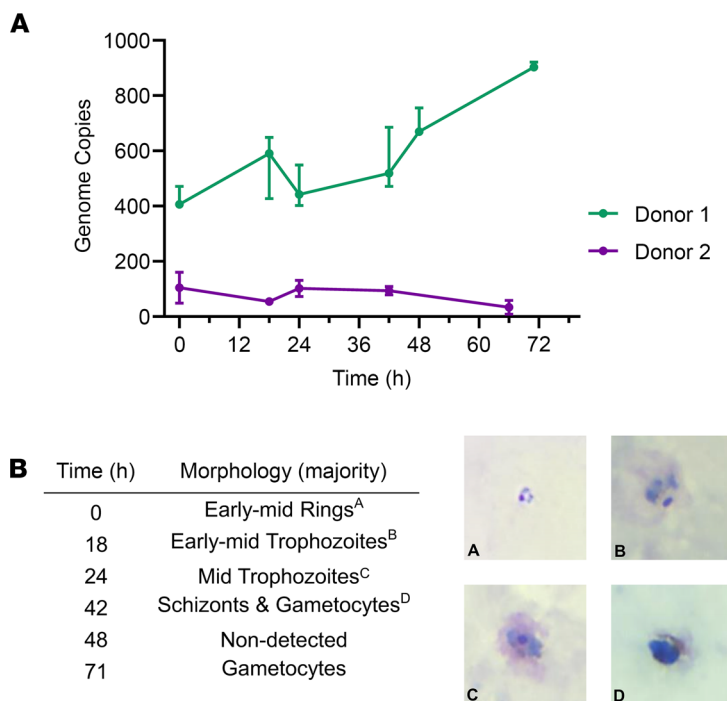 A
1000
800
600
400
200
0
Genome Copies
0 12 24 36 48 60 72
Time (h)
Donor 1
Donor 2
B
Time (h) Morphology (majority)
0 Early-mid Rings^A
18 Early-mid Trophozoites^B
24 Mid Trophozoites^C
42 Schizonts & Gametocytes^D
48 Non-detected
71 Gametocytes
A
B
C
D